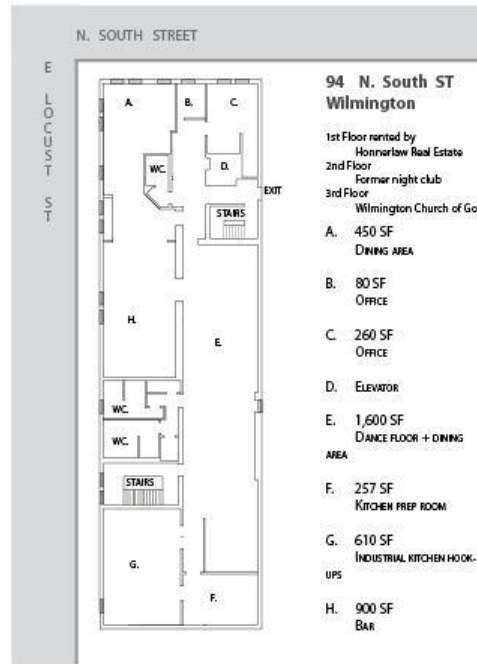 N. SOUTH STREET
E LOCUST ST
A.
B.
C.
WC.
D.
EXIT
STAIRS
H.
E.
WC.
WC.
STAIRS
G.
F.
94 N. South ST
Wilmington
1st Floor rented by
Honnerlaw Real Estate
2nd Floor
Former night club
3rd Floor
Wilmington Church of Go
A. 450 SF
DINING AREA
B. 80 SF
OFFICE
C. 260 SF
OFFICE
D. ELEVATOR
E. 1,600 SF
DANCE FLOOR + DINING
AREA
F. 257 SF
KITCHEN PREP ROOM
G. 610 SF
INDUSTRIAL KITCHEN HOOK-
UPS
H. 900 SF
BAR